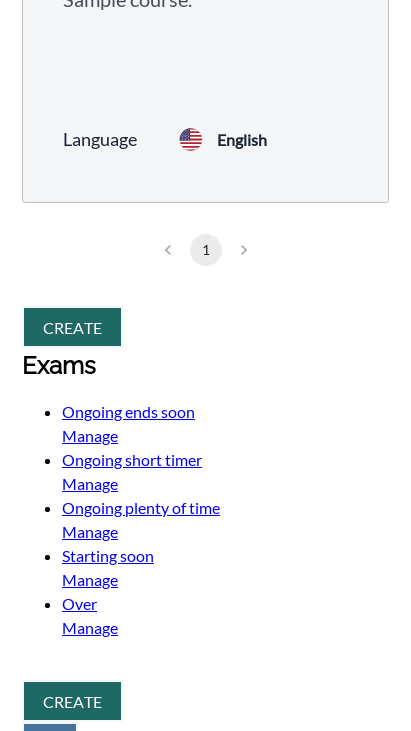 Sample course.
Language English
1
CREATE
Exams
Ongoing ends soon
Manage
Ongoing short timer
Manage
Ongoing plenty of time
Manage
Starting soon
Manage
Over
Manage
CREATE